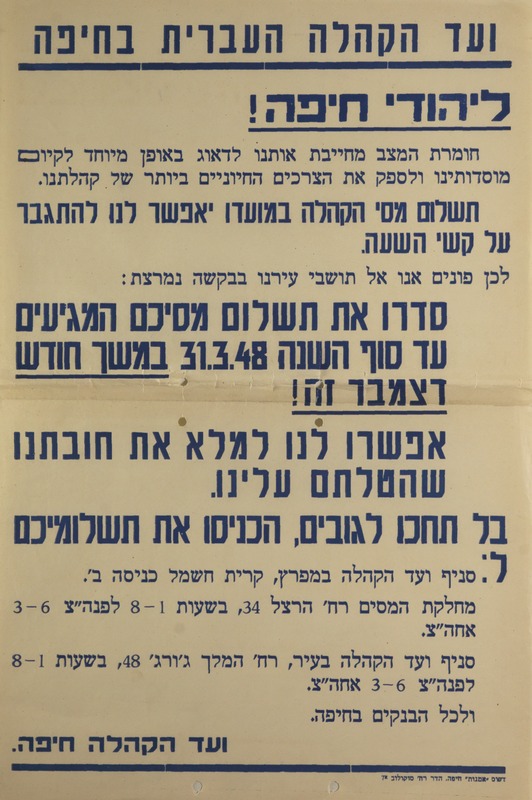 ועד הקהלה העברית בחיפה
ליהודי חיפה!
חומרת המצב מחייבת אותנו לדאוג באופן מיוחד לקיום
מוסדותינו ולספק את הצרכים החיוניים ביותר של קהלתנו.
תשלום מסי הקהלה במועדו יאפשר לנו להתגבר
על קשי השעה.
לכן פונים אנו אל תושבי עירנו בבקשה נמרצת:
סדרו את תשלום מסיכם המגיעים
עד סוף השנה 31.3.48 במשך חודש
דצמבר זה!
אפשרו לנו למלא את חובתנו
שהטלתם עלינו.
בל תחכו לגובים, הכניסו את תשלומיכם
ל: סניף ועד הקהלה במפרץ, קרית חשמל כניסה ב'.
מחלקת המסים רח' הרצל 34, בשעות 1–8 לפנה"צ 6–3
אחה"צ.
סניף ועד הקהלה בעיר, רח' המלך ג'ורג' 48, בשעות 1–8
לפנה"צ 6–3 אחה"צ.
ולכל הבנקים בחיפה.
ועד הקהלה חיפה.
דפוס "אמנות" חיפה, הדר רח'